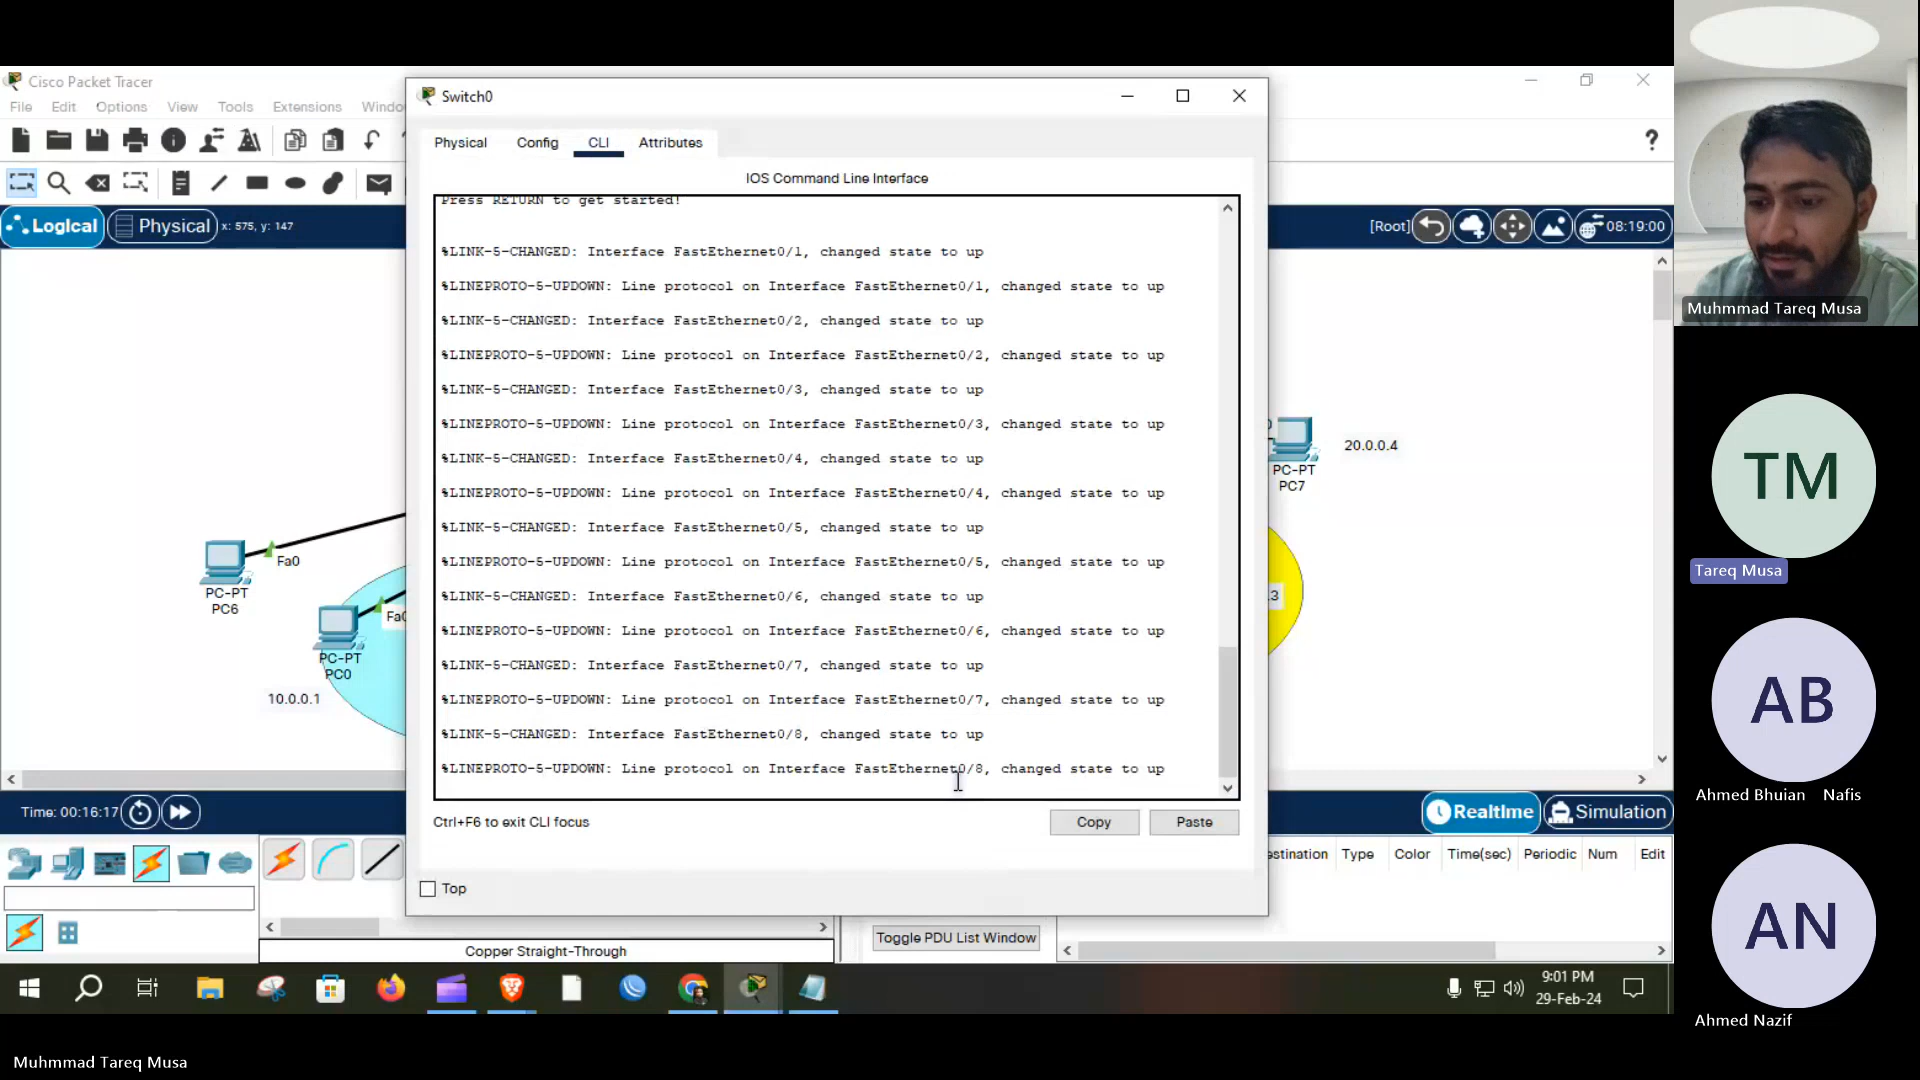 Cisco Packet Tracer
File Edit Options View Tools Extensions Windo
Logical
Physical
x: 575, y: 147
[Root]
08:19:00
Switch0
Physical Config CLI Attributes
IOS Command Line Interface
Press RETURN to get started!
%LINK-5-CHANGED: Interface FastEthernet0/1, changed state to up
%LINEPROTO-5-UPDOWN: Line protocol on Interface FastEthernet0/1, changed state to up
%LINK-5-CHANGED: Interface FastEthernet0/2, changed state to up
%LINEPROTO-5-UPDOWN: Line protocol on Interface FastEthernet0/2, changed state to up
%LINK-5-CHANGED: Interface FastEthernet0/3, changed state to up
%LINEPROTO-5-UPDOWN: Line protocol on Interface FastEthernet0/3, changed state to up
%LINK-5-CHANGED: Interface FastEthernet0/4, changed state to up
%LINEPROTO-5-UPDOWN: Line protocol on Interface FastEthernet0/4, changed state to up
%LINK-5-CHANGED: Interface FastEthernet0/5, changed state to up
%LINEPROTO-5-UPDOWN: Line protocol on Interface FastEthernet0/5, changed state to up
%LINK-5-CHANGED: Interface FastEthernet0/6, changed state to up
%LINEPROTO-5-UPDOWN: Line protocol on Interface FastEthernet0/6, changed state to up
%LINK-5-CHANGED: Interface FastEthernet0/7, changed state to up
%LINEPROTO-5-UPDOWN: Line protocol on Interface FastEthernet0/7, changed state to up
%LINK-5-CHANGED: Interface FastEthernet0/8, changed state to up
%LINEPROTO-5-UPDOWN: Line protocol on Interface FastEthernet0/8, changed state to up
Ctrl+F6 to exit CLI focus
Copy
Paste
Top
Fa0
PC-PT
PC6
Fa0
PC-PT
PC0
10.0.0.1
PC-PT
PC7
20.0.0.4
.3
Time: 00:16:17
Realtime
Simulation
estination Type Color Time(sec) Periodic Num Edit
Toggle PDU List Window
Copper Straight-Through
9:01 PM
29-Feb-24
Muhmmad Tareq Musa
TM
Tareq Musa
AB
Ahmed Bhuian Nafis
AN
Ahmed Nazif
Muhmmad Tareq Musa